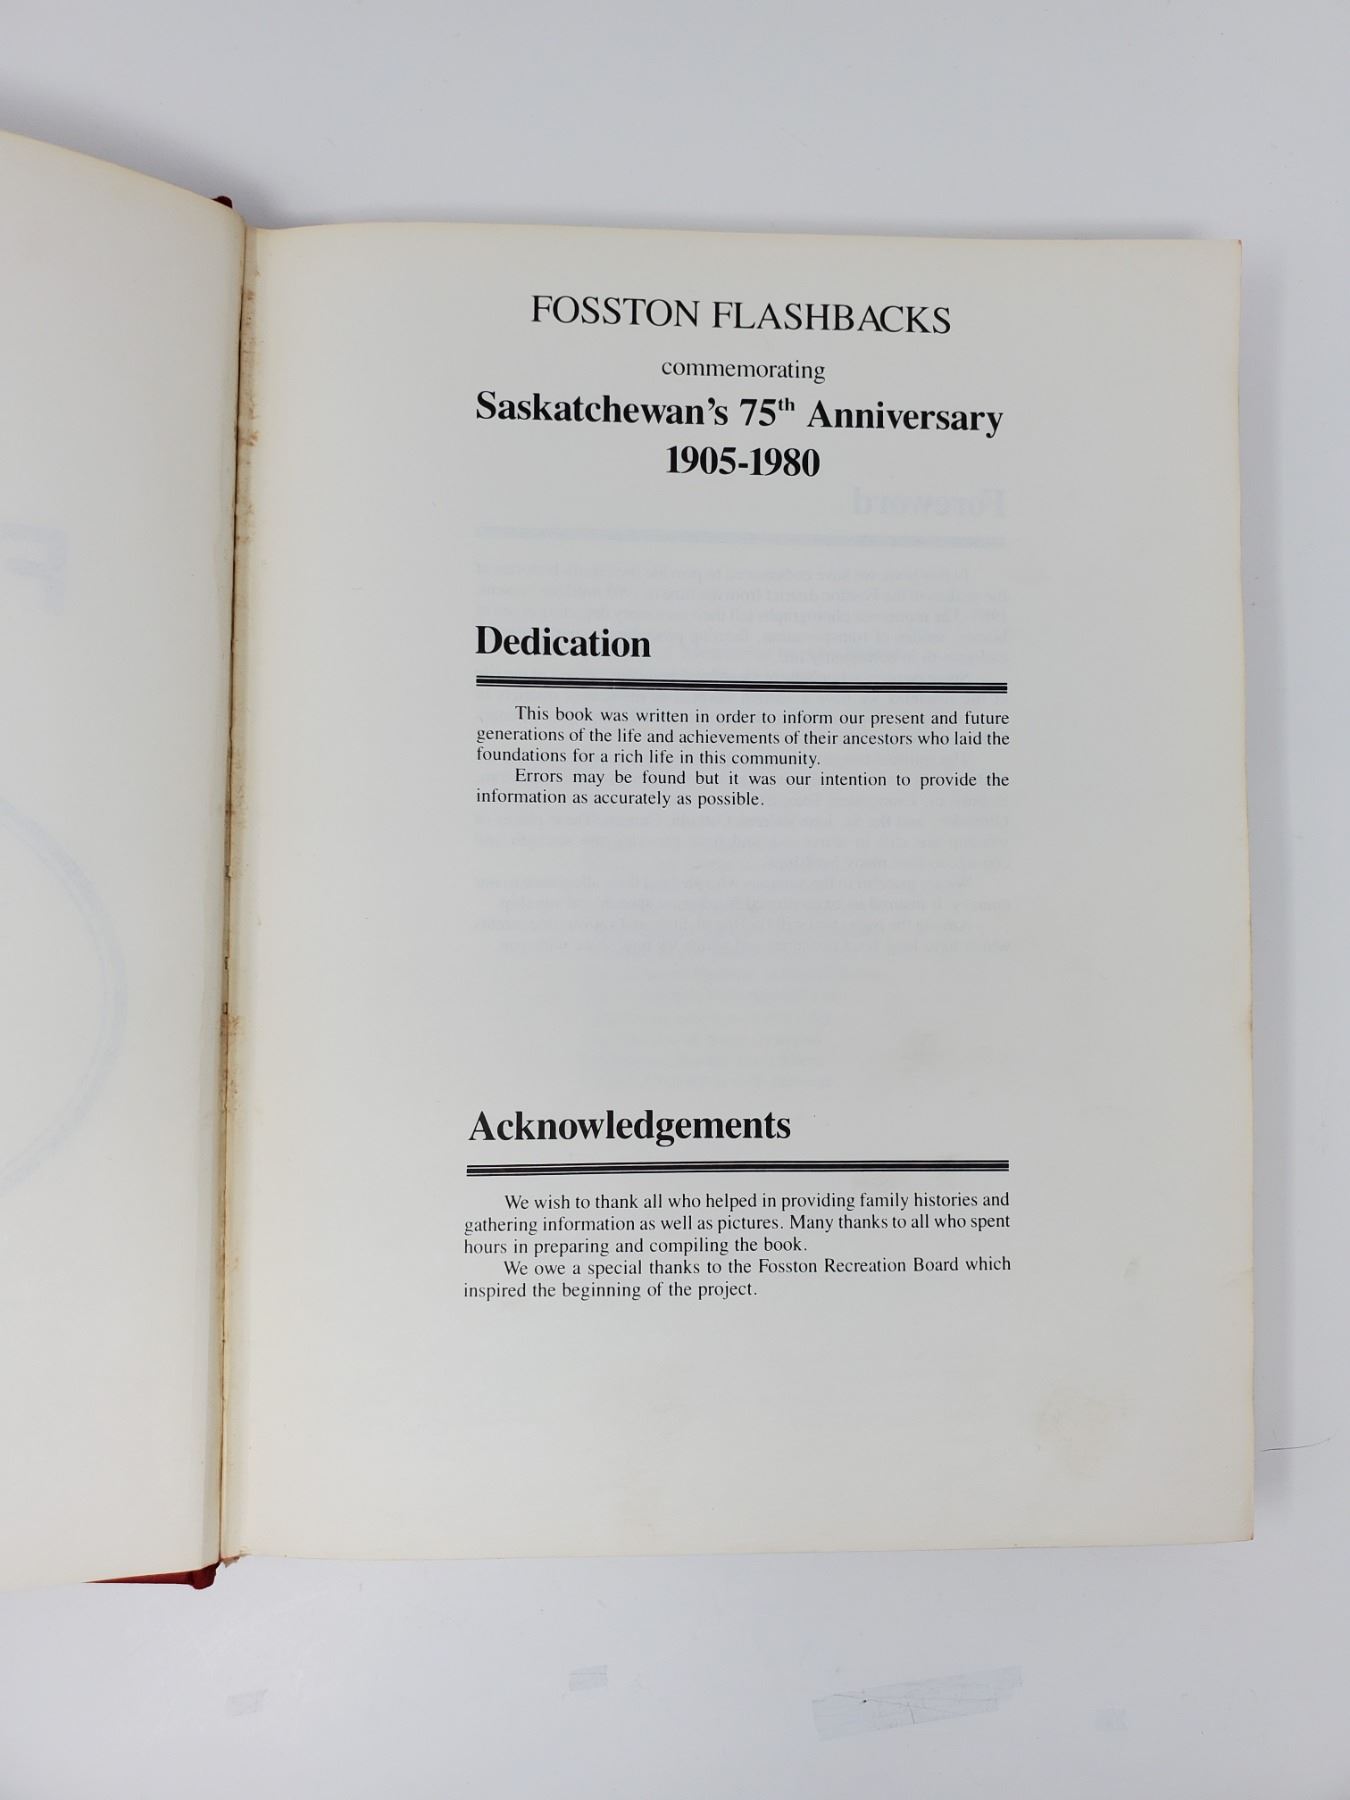 FOSSTON FLASHBACKS
commemorating
Saskatchewan's 75th Anniversary
1905-1980
Dedication
This book was written in order to inform our present and future
generations of the life and achievements of their ancestors who laid the
foundations for a rich life in this community.
Errors may be found but it was our intention to provide the
information as accurately as possible.
Acknowledgements
We wish to thank all who helped in providing family histories and
gathering information as well as pictures. Many thanks to all who spent
hours in preparing and compiling the book.
We owe a special thanks to the Fosston Recreation Board which
inspired the beginning of the project.